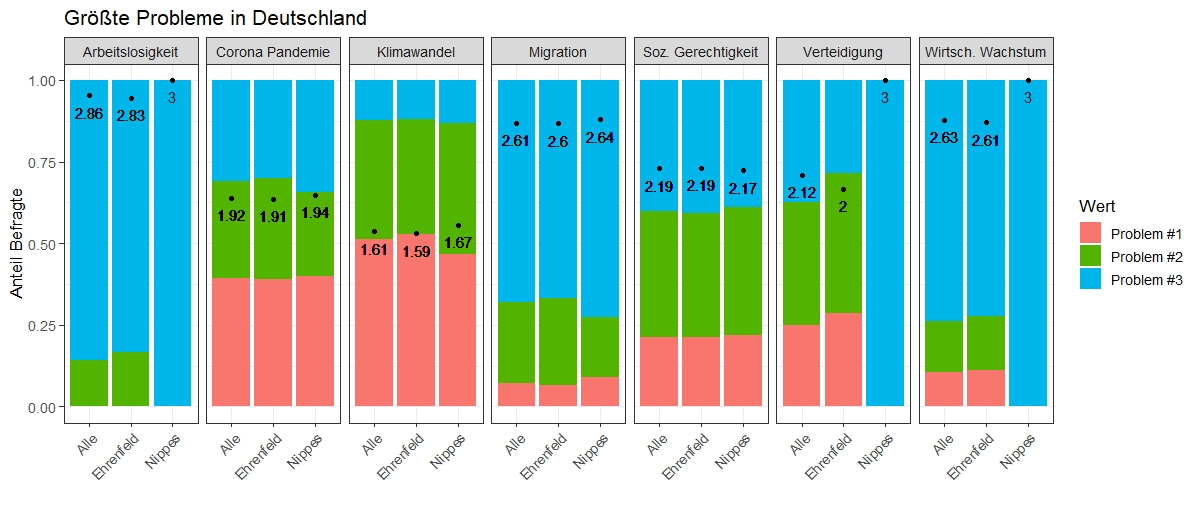 Größte Probleme in Deutschland
Arbeitslosigkeit
Corona Pandemie
Klimawandel
Migration
Soz. Gerechtigkeit
Verteidigung
Wirtsch. Wachstum
Anteil Befragte
1.00
0.75
0.50
0.25
0.00
2.86
2.83
3
1.92
1.91
1.94
1.61
1.59
1.67
2.61
2.6
2.64
2.19
2.19
2.17
2.12
2
3
2.63
2.61
3
Alle
Ehrenfeld
Nippes
Alle
Ehrenfeld
Nippes
Alle
Ehrenfeld
Nippes
Alle
Ehrenfeld
Nippes
Alle
Ehrenfeld
Nippes
Alle
Ehrenfeld
Nippes
Alle
Ehrenfeld
Nippes
Wert
Problem #1
Problem #2
Problem #3